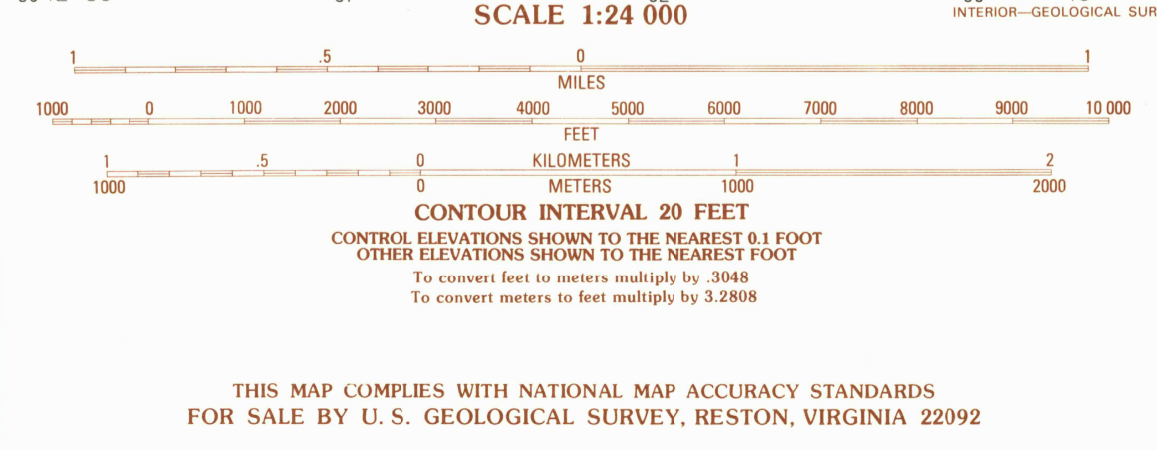 SCALE 1:24 000
INTERIOR—GEOLOGICAL SUR
1 .5 0 1
MILES
1000 0 1000 2000 3000 4000 5000 6000 7000 8000 9000 10 000
FEET
1 .5 0 KILOMETERS 1 2
1000 0 METERS 1000 2000
CONTOUR INTERVAL 20 FEET
CONTROL ELEVATIONS SHOWN TO THE NEAREST 0.1 FOOT
OTHER ELEVATIONS SHOWN TO THE NEAREST FOOT
To convert feet to meters multiply by .3048
To convert meters to feet multiply by 3.2808
THIS MAP COMPLIES WITH NATIONAL MAP ACCURACY STANDARDS
FOR SALE BY U. S. GEOLOGICAL SURVEY, RESTON, VIRGINIA 22092